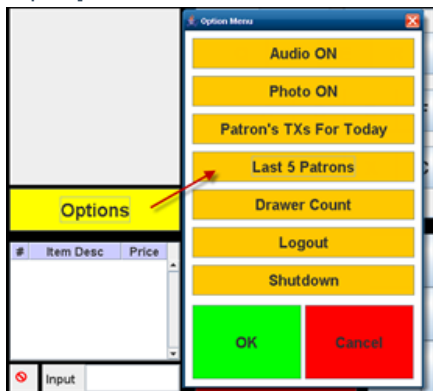 Option Menu
Audio ON
Photo ON
Patron's TXs For Today
Last 5 Patrons
Options
Drawer Count
# Item Desc Price
Logout
Shutdown
OK Cancel
Input